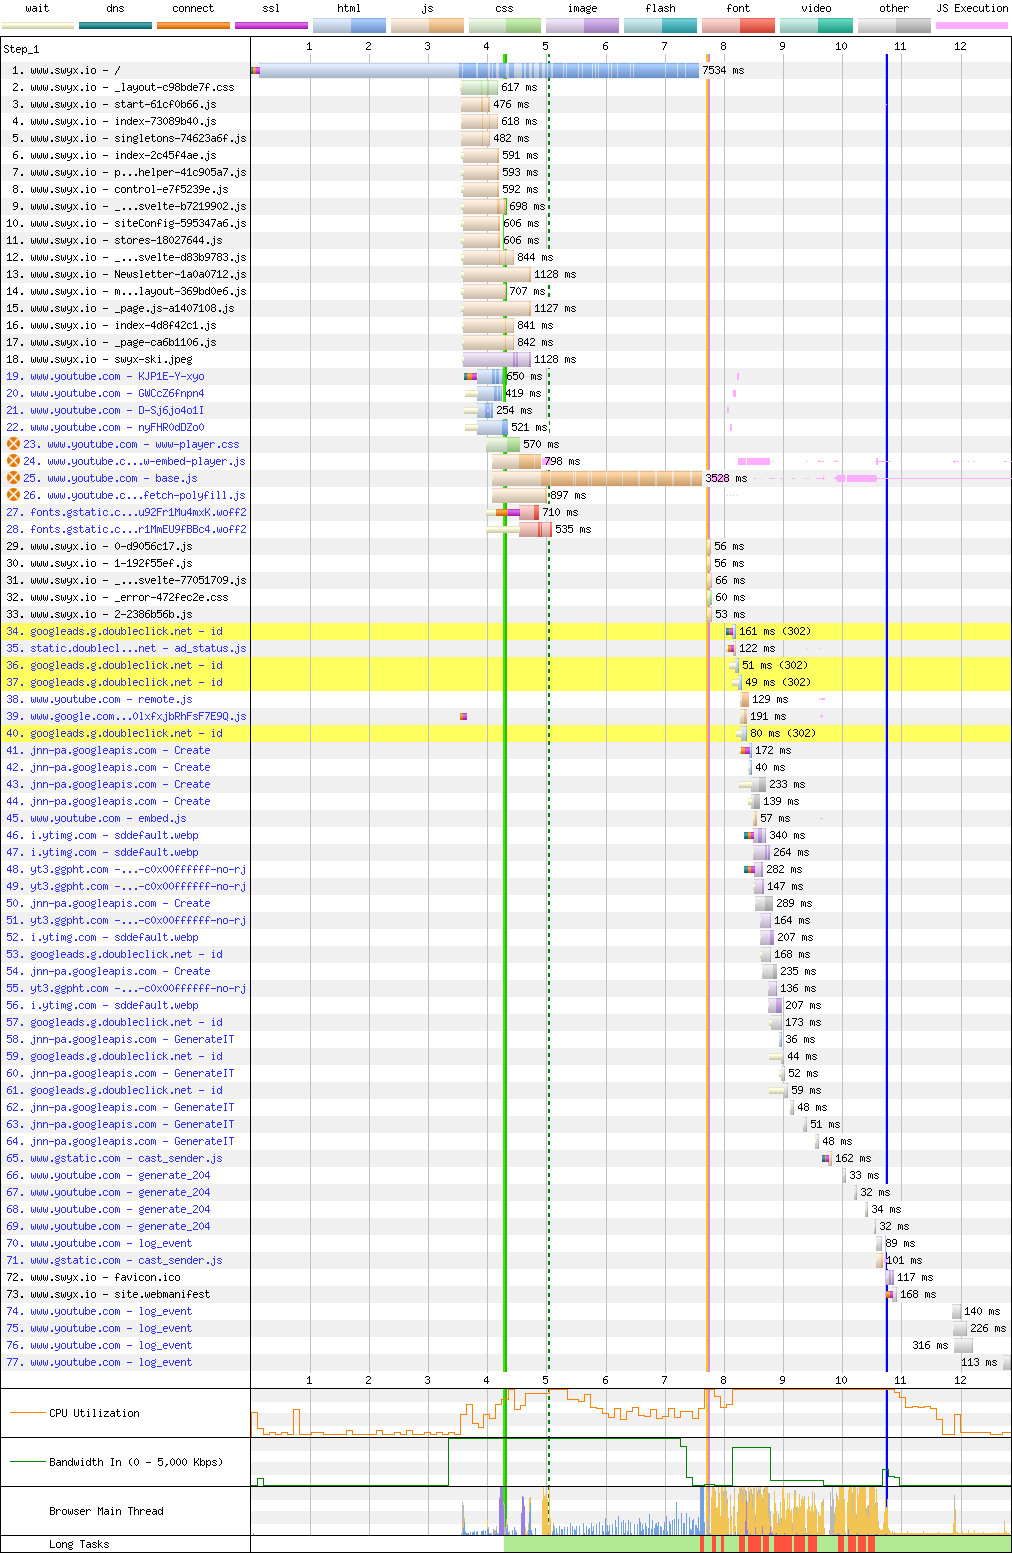 wait dns connect ssl html js css image flash font video other JS Execution
Step_1 1 2 3 4 5 6 7 8 9 10 11 12
1. www.swyx.io - / 7534 ms
2. www.swyx.io - _layout-c98bde7f.css 617 ms
3. www.swyx.io - start-61cf0b66.js 476 ms
4. www.swyx.io - index-73089b40.js 618 ms
5. www.swyx.io - singletons-74623a6f.js 482 ms
6. www.swyx.io - index-2c45f4ae.js 591 ms
7. www.swyx.io - p...helper-41c905a7.js 593 ms
8. www.swyx.io - control-e7f5239e.js 592 ms
9. www.swyx.io - _...svelte-b7219902.js 698 ms
10. www.swyx.io - siteConfig-595347a6.js 606 ms
11. www.swyx.io - stores-18027644.js 606 ms
12. www.swyx.io - _...svelte-d83b9783.js 844 ms
13. www.swyx.io - Newsletter-1a0a0712.js 1128 ms
14. www.swyx.io - m...layout-369bd0e6.js 707 ms
15. www.swyx.io - _page.js-a1407108.js 1127 ms
16. www.swyx.io - index-4d8f42c1.js 841 ms
17. www.swyx.io - _page-ca6b1106.js 842 ms
18. www.swyx.io - swyx-ski.jpeg 1128 ms
19. www.youtube.com - KJP1E-Y-xyo 650 ms
20. www.youtube.com - GWCcZ6fnpn4 419 ms
21. www.youtube.com - D-Sj6jo4o1I 254 ms
22. www.youtube.com - nyFHR0dDZo0 521 ms
23. www.youtube.com - www-player.css 570 ms
24. www.youtube.c...w-embed-player.js 798 ms
25. www.youtube.com - base.js 3528 ms
26. www.youtube.c...fetch-polyfill.js 897 ms
27. fonts.gstatic.c...u92Fr1Mu4mxK.woff2 710 ms
28. fonts.gstatic.c...r1MmEU9fBBc4.woff2 535 ms
29. www.swyx.io - 0-d9056c17.js 56 ms
30. www.swyx.io - 1-192f55ef.js 56 ms
31. www.swyx.io - _...svelte-77051709.js 66 ms
32. www.swyx.io - _error-472fec2e.css 60 ms
33. www.swyx.io - 2-2386b56b.js 53 ms
34. googleads.g.doubleclick.net - id 161 ms (302)
35. static.doublecl...net - ad_status.js 122 ms
36. googleads.g.doubleclick.net - id 51 ms (302)
37. googleads.g.doubleclick.net - id 49 ms (302)
38. www.youtube.com - remote.js 129 ms
39. www.google.com...0lxfxjbRhFsF7E9Q.js 191 ms
40. googleads.g.doubleclick.net - id 80 ms (302)
41. jnn-pa.googleapis.com - Create 172 ms
42. jnn-pa.googleapis.com - Create 40 ms
43. jnn-pa.googleapis.com - Create 233 ms
44. jnn-pa.googleapis.com - Create 139 ms
45. www.youtube.com - embed.js 57 ms
46. i.ytimg.com - sddefault.webp 340 ms
47. i.ytimg.com - sddefault.webp 264 ms
48. yt3.ggpht.com -...-c0x00ffffff-no-rj 282 ms
49. yt3.ggpht.com -...-c0x00ffffff-no-rj 147 ms
50. jnn-pa.googleapis.com - Create 289 ms
51. yt3.ggpht.com -...-c0x00ffffff-no-rj 164 ms
52. i.ytimg.com - sddefault.webp 207 ms
53. googleads.g.doubleclick.net - id 168 ms
54. jnn-pa.googleapis.com - Create 235 ms
55. yt3.ggpht.com -...-c0x00ffffff-no-rj 136 ms
56. i.ytimg.com - sddefault.webp 207 ms
57. googleads.g.doubleclick.net - id 173 ms
58. jnn-pa.googleapis.com - GenerateIT 36 ms
59. googleads.g.doubleclick.net - id 44 ms
60. jnn-pa.googleapis.com - GenerateIT 52 ms
61. googleads.g.doubleclick.net - id 59 ms
62. jnn-pa.googleapis.com - GenerateIT 48 ms
63. jnn-pa.googleapis.com - GenerateIT 51 ms
64. jnn-pa.googleapis.com - GenerateIT 48 ms
65. www.gstatic.com - cast_sender.js 162 ms
66. www.youtube.com - generate_204 33 ms
67. www.youtube.com - generate_204 32 ms
68. www.youtube.com - generate_204 34 ms
69. www.youtube.com - generate_204 32 ms
70. www.youtube.com - log_event 89 ms
71. www.gstatic.com - cast_sender.js 101 ms
72. www.swyx.io - favicon.ico 117 ms
73. www.swyx.io - site.webmanifest 168 ms
74. www.youtube.com - log_event 140 ms
75. www.youtube.com - log_event 226 ms
76. www.youtube.com - log_event 316 ms
77. www.youtube.com - log_event 113 ms
1 2 3 4 5 6 7 8 9 10 11 12
CPU Utilization
Bandwidth In (0 - 5,000 Kbps)
Browser Main Thread
Long Tasks